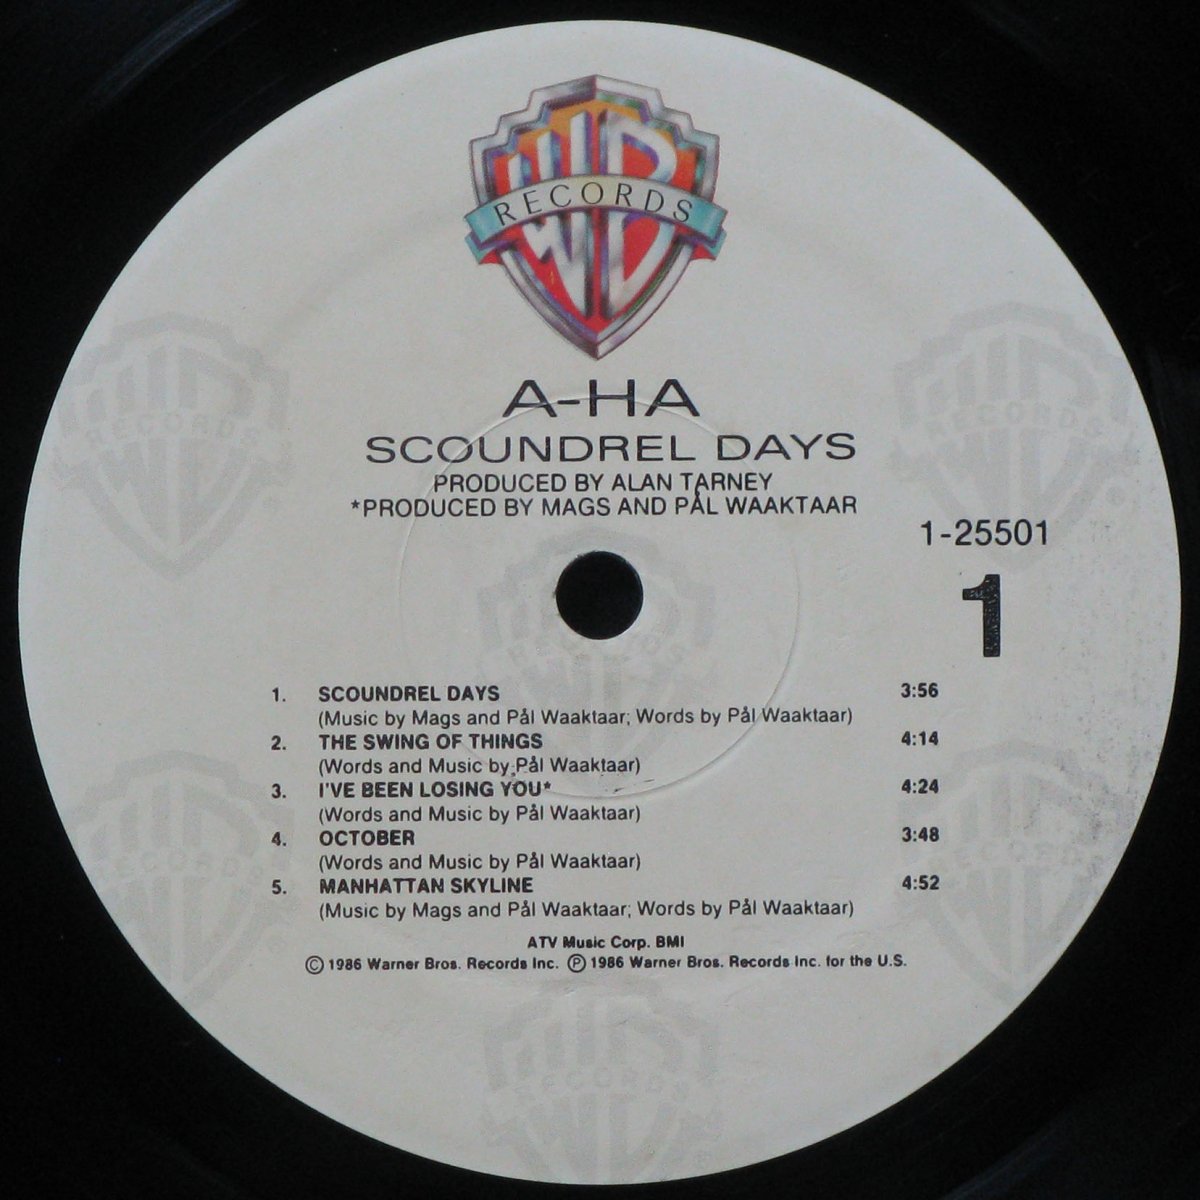 WB
RECORDS
A-HA
SCOUNDREL DAYS
PRODUCED BY ALAN TARNEY
*PRODUCED BY MAGS AND PÅL WAAKTAAR
1-25501
1
1. SCOUNDREL DAYS 3:56
(Music by Mags and Pål Waaktaar; Words by Pål Waaktaar)
2. THE SWING OF THINGS 4:14
(Words and Music by Pål Waaktaar)
3. I'VE BEEN LOSING YOU* 4:24
(Words and Music by Pål Waaktaar)
4. OCTOBER 3:48
(Words and Music by Pål Waaktaar)
5. MANHATTAN SKYLINE 4:52
(Music by Mags and Pål Waaktaar; Words by Pål Waaktaar)
ATV Music Corp. BMI
Ⓒ 1986 Warner Bros. Records Inc. Ⓟ 1986 Warner Bros. Records Inc. for the U.S.